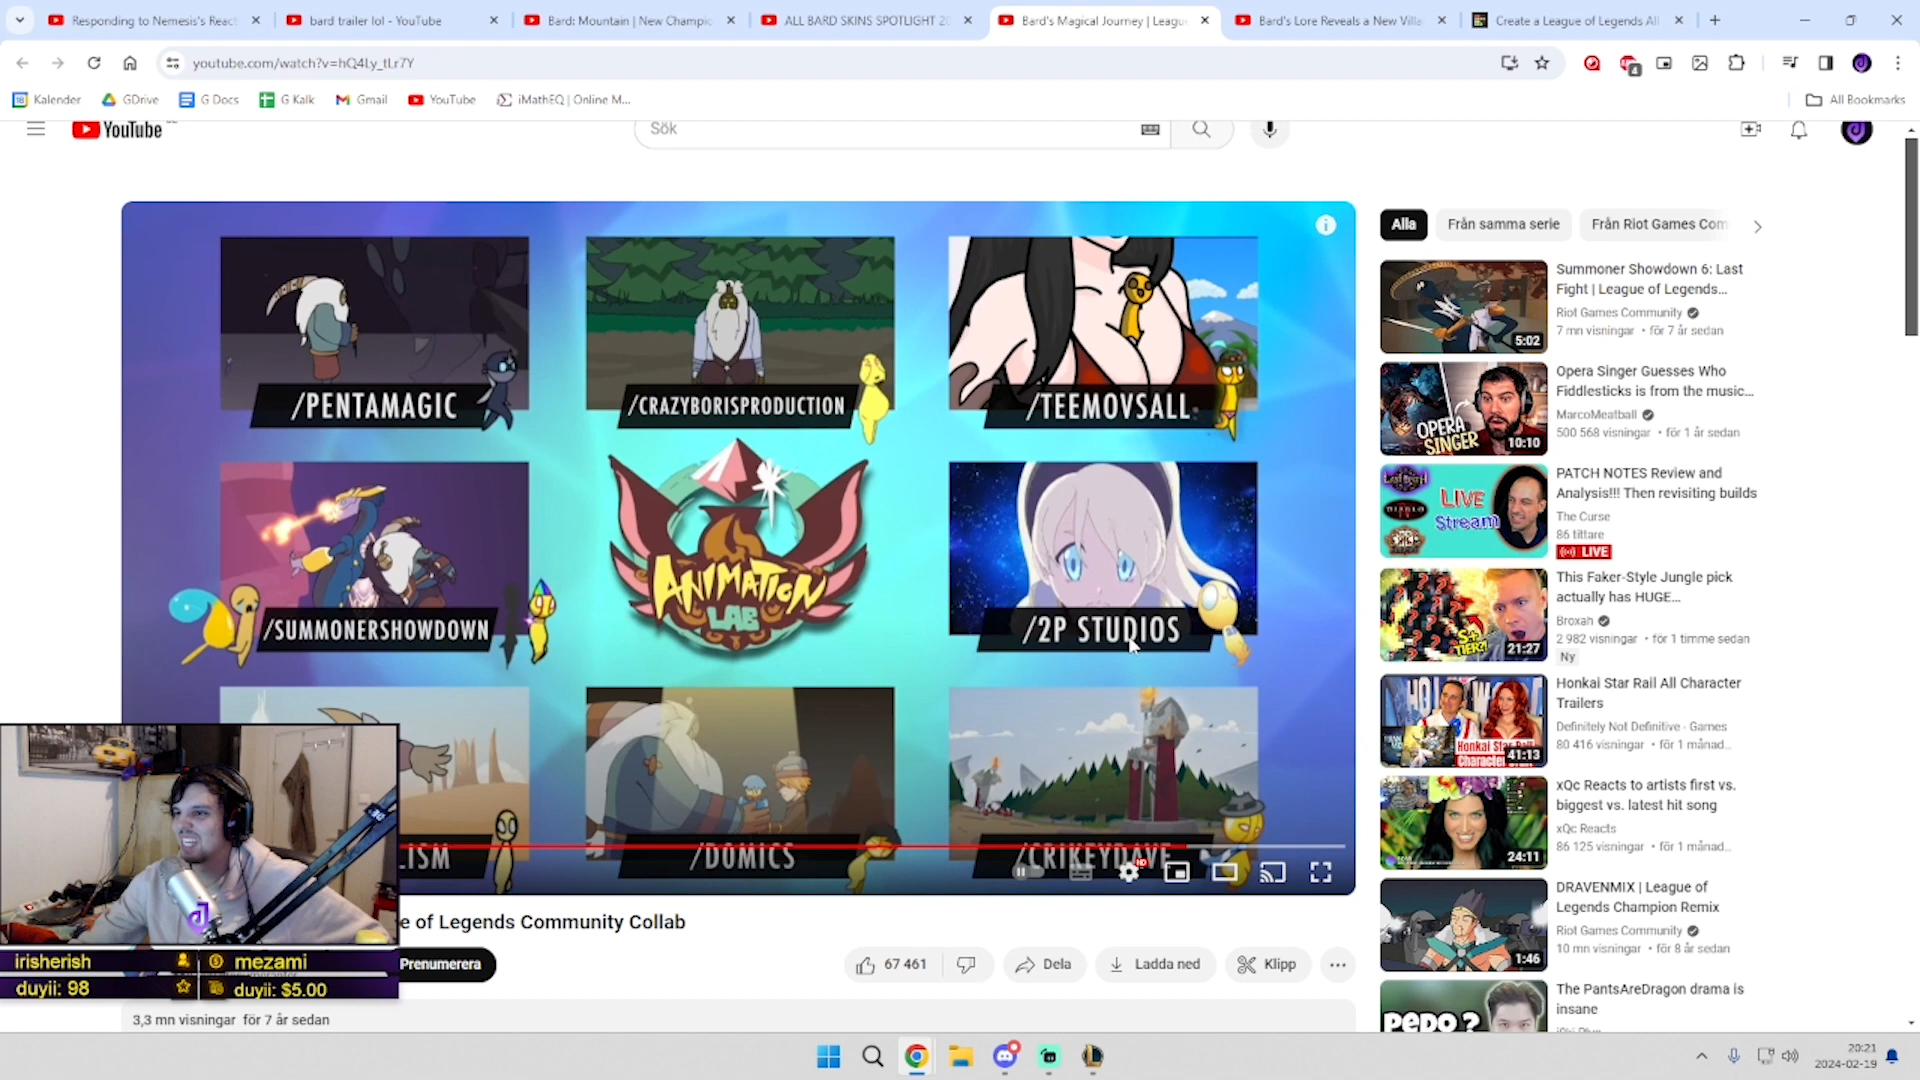 Responding to Nemesis's React
bard trailer lol - YouTube
Bard: Mountain | New Champio
ALL BARD SKINS SPOTLIGHT 20
Bard's Magical Journey | League
Bard's Lore Reveals a New Villa
Create a League of Legends All
youtube.com/watch?v=hQ4Ly_tLr7Y
4
Kalender
GDrive
G Docs
G Kalk
Gmail
YouTube
iMathEQ | Online M...
All Bookmarks
YouTube
Sök
/PENTAMAGIC
/CRAZYBORISPRODUCTION
/TEEMOVSALL
/SUMMONERSHOWDOWN
ANIMATION
LAB
/2P STUDIOS
LISM
/DOMICS
/CRIKEYDAVE
HD
e of Legends Community Collab
Prenumerera
67 461
Dela
Ladda ned
Klipp
3,3 mn visningar för 7 år sedan
irisherish
mezami
duyii: 98
duyii: $5.00
Alla
Från samma serie
Från Riot Games Com
Summoner Showdown 6: Last
Fight | League of Legends...
Riot Games Community
7 mn visningar • för 7 år sedan
5:02
Opera Singer Guesses Who
Fiddlesticks is from the music...
MarcoMeatball
500 568 visningar • för 1 år sedan
OPERA
SINGER
10:10
PATCH NOTES Review and
Analysis!!! Then revisiting builds
The Curse
86 tittare
LIVE
LIVE
Stream
This Faker-Style Jungle pick
actually has HUGE...
Broxah
2 982 visningar • för 1 timme sedan
Ny
S+
TIER?!
21:27
Honkai Star Rail All Character
Trailers
Definitely Not Definitive - Games
80 416 visningar • för 1 månad...
Honkai Star Rail
Character
41:13
xQc Reacts to artists first vs.
biggest vs. latest hit song
xQc Reacts
86 125 visningar • för 1 månad...
24:11
DRAVENMIX | League of
Legends Champion Remix
Riot Games Community
10 mn visningar • för 8 år sedan
1:46
The PantsAreDragon drama is
insane
PEDO ?
20:21
2024-02-19